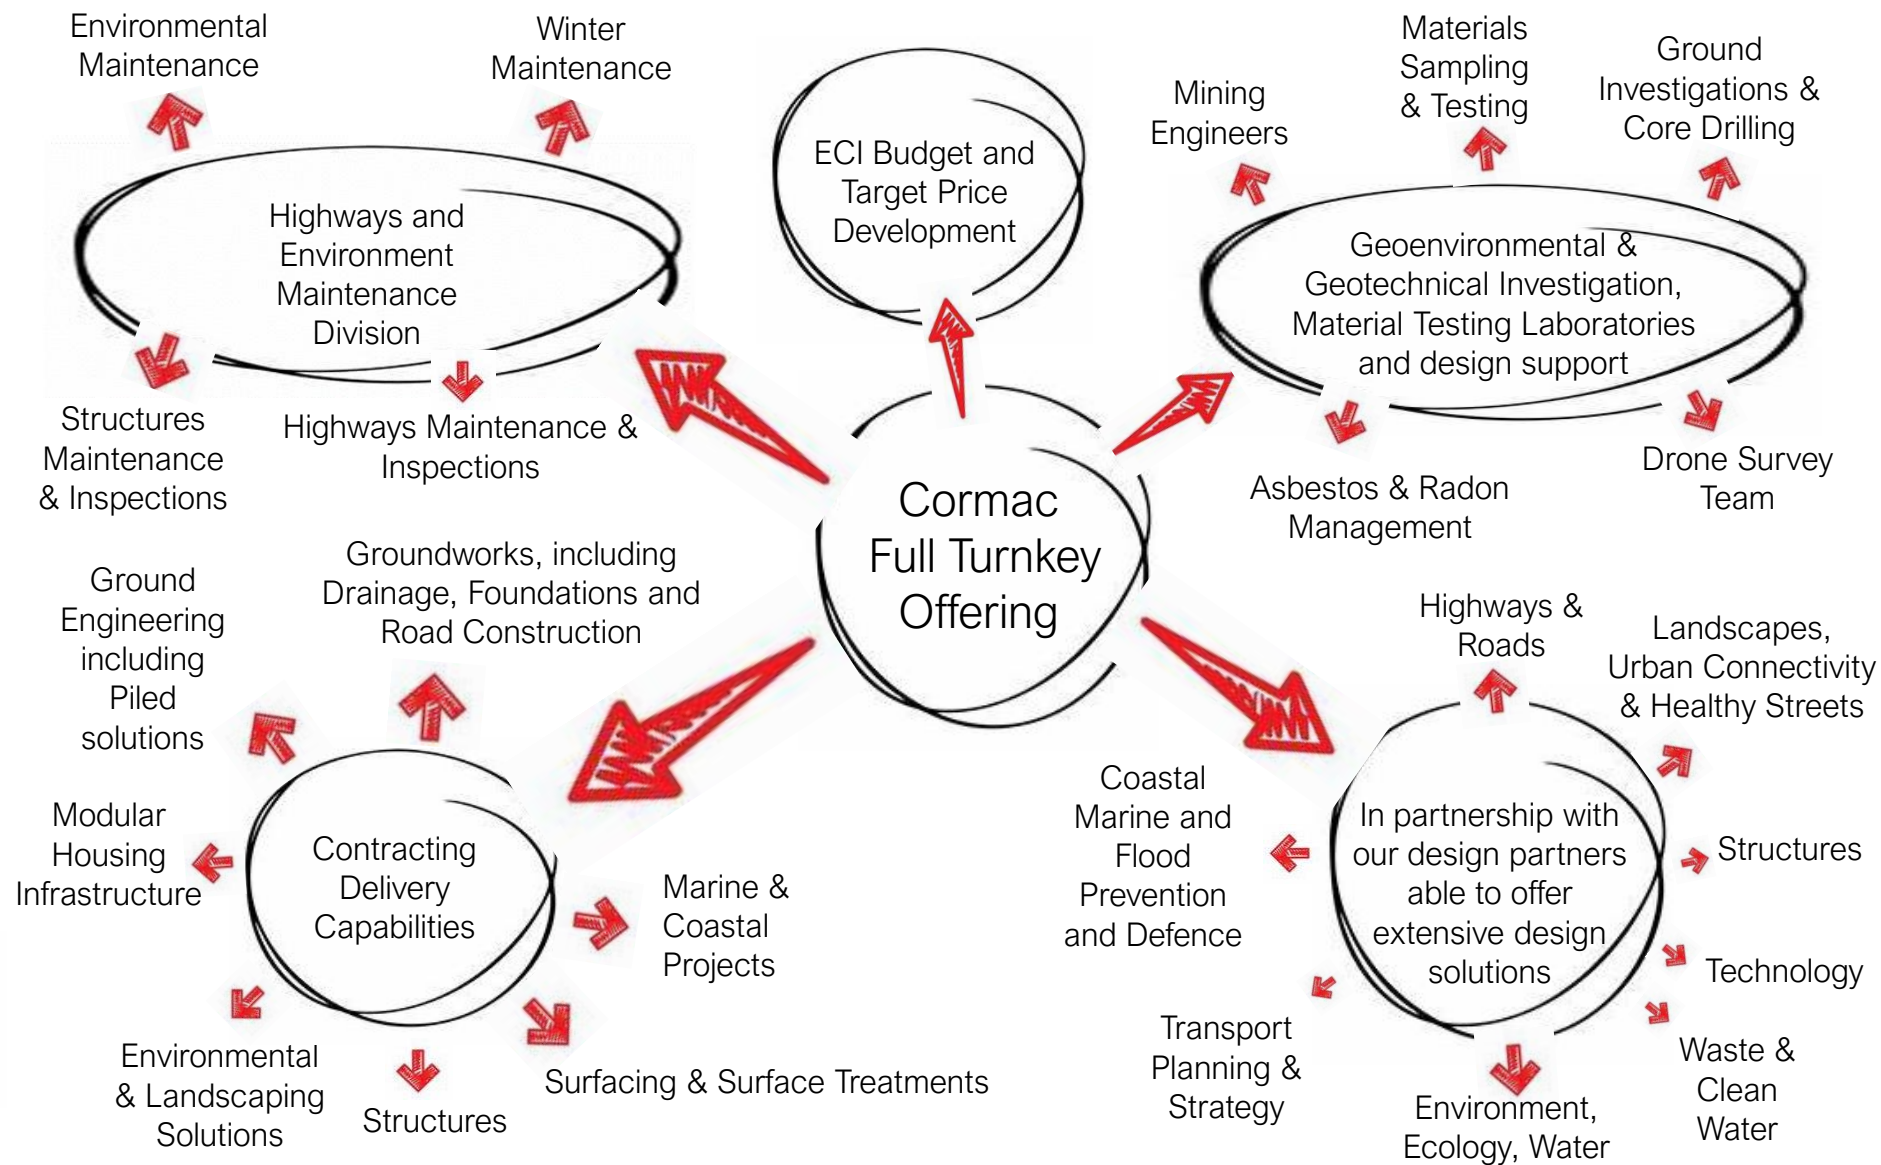 Environmental
Maintenance
Winter
Maintenance
Highways and
Environment
Maintenance
Division
Structures
Maintenance
& Inspections
Highways Maintenance &
Inspections
ECI Budget and
Target Price
Development
Mining
Engineers
Materials
Sampling
& Testing
Ground
Investigations &
Core Drilling
Geoenvironmental &
Geotechnical Investigation,
Material Testing Laboratories
and design support
Asbestos & Radon
Management
Drone Survey
Team
Cormac
Full Turnkey
Offering
Ground
Engineering
including
Piled
solutions
Groundworks, including
Drainage, Foundations and
Road Construction
Modular
Housing
Infrastructure
Contracting
Delivery
Capabilities
Marine &
Coastal
Projects
Environmental
& Landscaping
Solutions
Structures
Surfacing & Surface Treatments
Highways &
Roads
Landscapes,
Urban Connectivity
& Healthy Streets
Coastal
Marine and
Flood
Prevention
and Defence
In partnership with
our design partners
able to offer
extensive design
solutions
Structures
Technology
Transport
Planning &
Strategy
Environment,
Ecology, Water
Waste &
Clean
Water